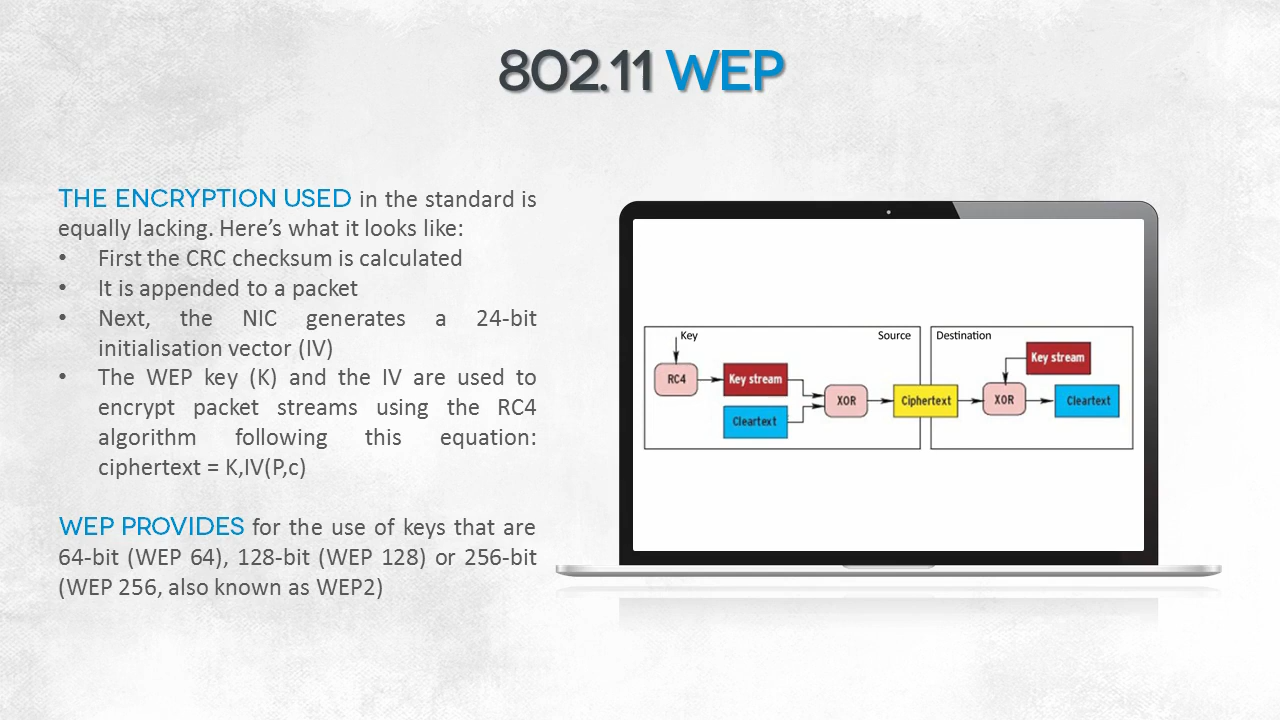 802.11 WEP
THE ENCRYPTION USED in the standard is
equally lacking. Here’s what it looks like:
• First the CRC checksum is calculated
• It is appended to a packet
• Next, the NIC generates a 24-bit
initialisation vector (IV)
• The WEP key (K) and the IV are used to
encrypt packet streams using the RC4
algorithm following this equation:
ciphertext = K,IV(P,c)
WEP PROVIDES for the use of keys that are
64-bit (WEP 64), 128-bit (WEP 128) or 256-bit
(WEP 256, also known as WEP2)
Key
Source
RC4
Key stream
Cleartext
XOR
Ciphertext
Destination
Key stream
XOR
Cleartext